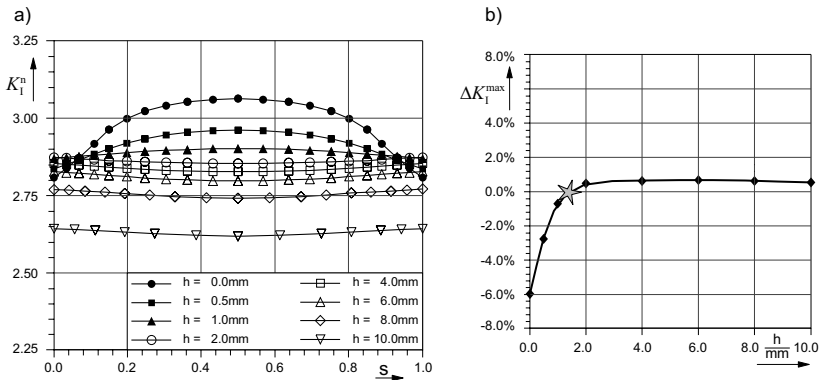 a)
3.25
K_I^n
3.00
2.75
2.50
2.25
h = 0.0mm
h = 0.5mm
h = 1.0mm
h = 2.0mm
h = 4.0mm
h = 6.0mm
h = 8.0mm
h = 10.0mm
0.0 0.2 0.4 0.6 0.8 1.0
s
b)
8.0%
ΔK_I^max
4.0%
2.0%
0.0%
-2.0%
-4.0%
-6.0%
-8.0%
0.0 2.0 4.0 6.0 8.0 10.0
h
mm